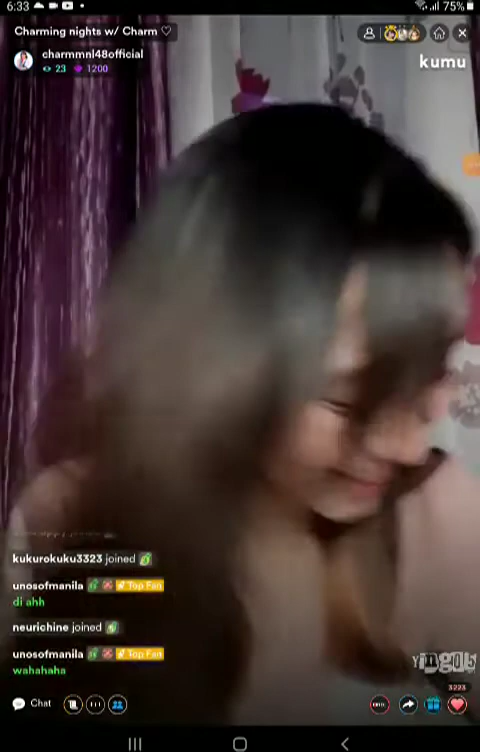 6:33
75%
Charming nights w/ Charm ♡
charmmnl48official
23 1200
kumu
kukurokuku3323 joined
unosofmanila Top Fan
di ahh
neurichine joined
unosofmanila Top Fan
wahahaha
3223
Chat